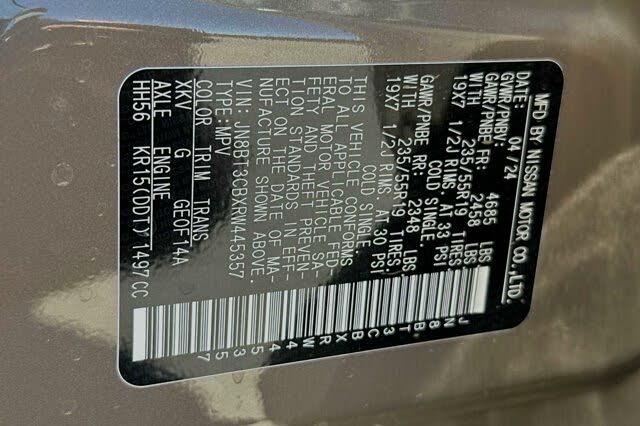 MFD BY NISSAN MOTOR CO., LTD.
DATE: 04/24
GVWR/PNBV: 4685 LBS
GAWR/PNBE FR: 2456 LBS
WITH 235/55R19 TIRES,
19X7 1/2J RIMS, AT 33 PSI
COLD SINGLE
GAWR/PNBE RR: 2348 LBS
WITH 235/55R19 TIRES,
19X7 1/2J RIMS, AT 30 PSI
COLD SINGLE
THIS VEHICLE CONFORMS
TO ALL APPLICABLE FED
ERAL MOTOR VEHICLE SA-
FETY AND THEFT PREVEN-
TION STANDARDS IN EFF-
ECT ON THE DATE OF MA-
NUFACTURE SHOWN ABOVE.
VIN: JN8BT3CBXRW445357
TYPE: MPV
COLOR TRIM TRANS
XKV G GE0F14A
AXLE ENGINE
HH56 KR15(DDT) 1497CC
JN8BT3CBXRW445357